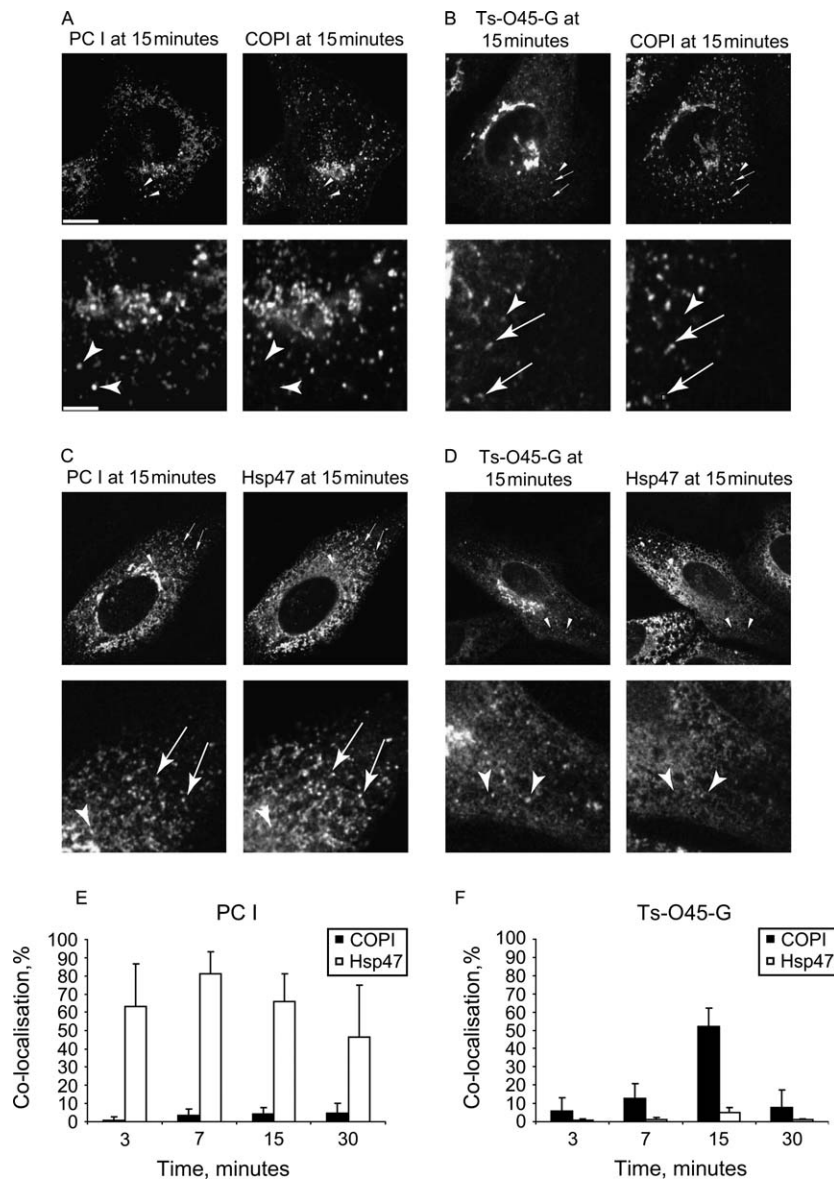 A
PC I at 15 minutes
COPI at 15 minutes
B
Ts-O45-G at
15 minutes
COPI at 15 minutes
C
PC I at 15 minutes
Hsp47 at 15 minutes
D
Ts-O45-G at
15 minutes
Hsp47 at 15 minutes
E
PC I
COPI
Hsp47
Co-localisation, %
100
90
80
70
60
50
40
30
20
10
0
3
7
15
30
Time, minutes
F
Ts-O45-G
COPI
Hsp47
Co-localisation, %
100
90
80
70
60
50
40
30
20
10
0
3
7
15
30
Time, minutes